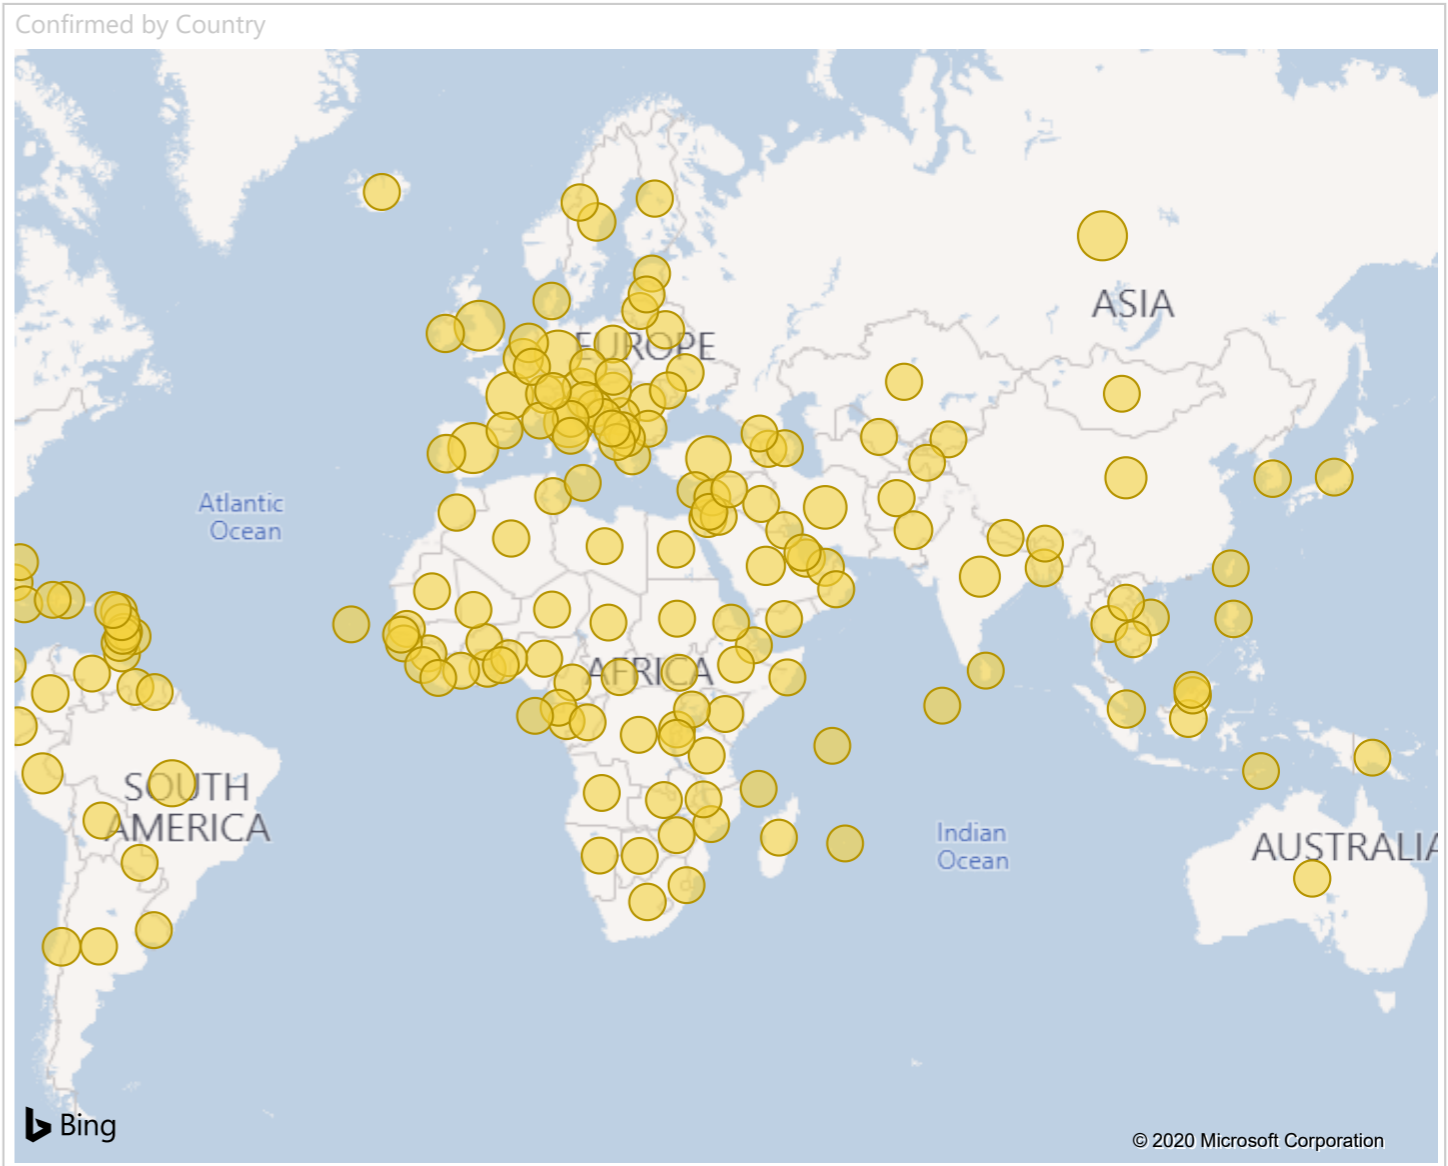 Confirmed by Country
ASIA
EUROPE
Atlantic
Ocean
AFRICA
SOUTH
AMERICA
Indian
Ocean
AUSTRALIA
Bing
© 2020 Microsoft Corporation